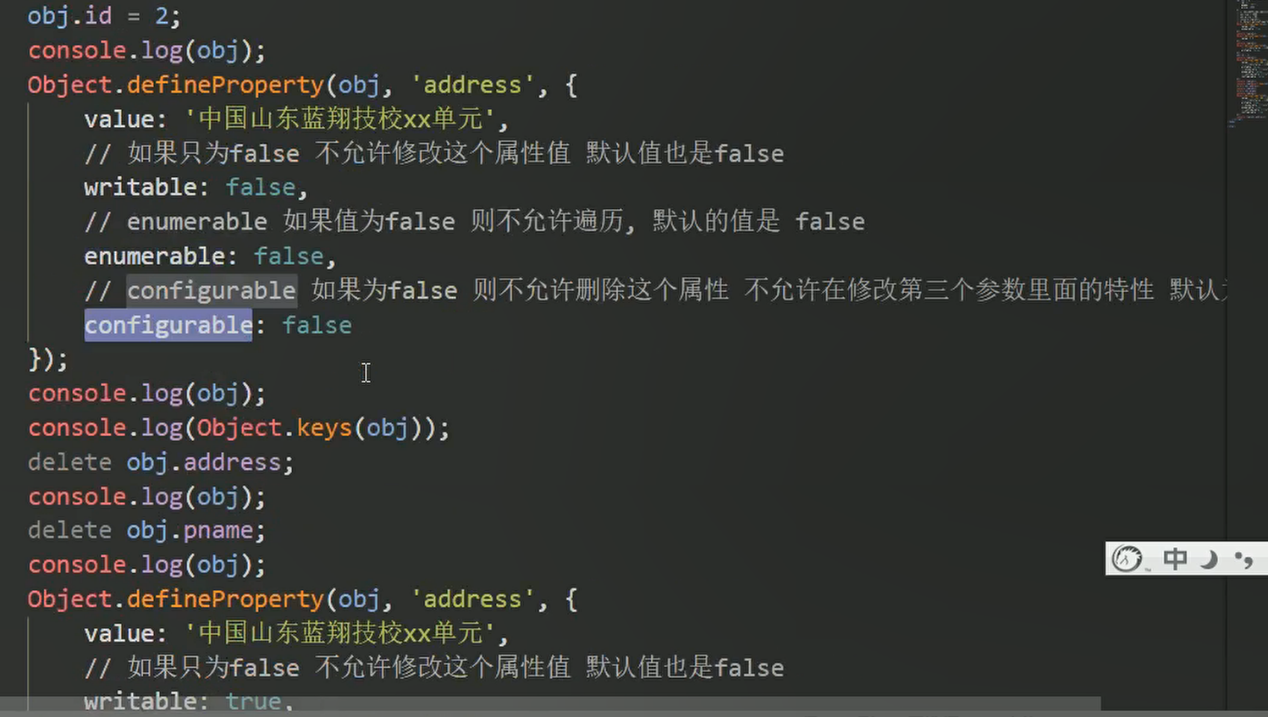 obj.id = 2;
console.log(obj);
Object.defineProperty(obj, 'address', {
value: '中国山东蓝翔技校xx单元',
// 如果只为false 不允许修改这个属性值 默认值也是false
writable: false,
// enumerable 如果值为false 则不允许遍历, 默认的值是 false
enumerable: false,
// configurable 如果为false 则不允许删除这个属性 不允许在修改第三个参数里面的特性 默认
configurable: false
});
console.log(obj);
console.log(Object.keys(obj));
delete obj.address;
console.log(obj);
delete obj.pname;
console.log(obj);
中
Object.defineProperty(obj, 'address', {
value: '中国山东蓝翔技校xx单元',
// 如果只为false 不允许修改这个属性值 默认值也是false
writable: true,